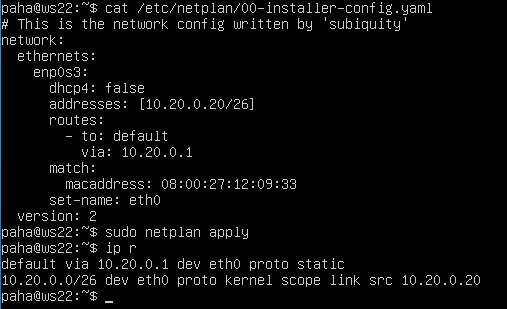 paha@ws22:~$ cat /etc/netplan/00-installer-config.yaml
# This is the network config written by 'subiquity'
network:
  ethernets:
    enp0s3:
      dhcp4: false
      addresses: [10.20.0.20/26]
      routes:
        - to: default
          via: 10.20.0.1
      match:
        macaddress: 08:00:27:12:09:33
      set-name: eth0
  version: 2
paha@ws22:~$ sudo netplan apply
paha@ws22:~$ ip r
default via 10.20.0.1 dev eth0 proto static
10.20.0.0/26 dev eth0 proto kernel scope link src 10.20.0.20
paha@ws22:~$ _